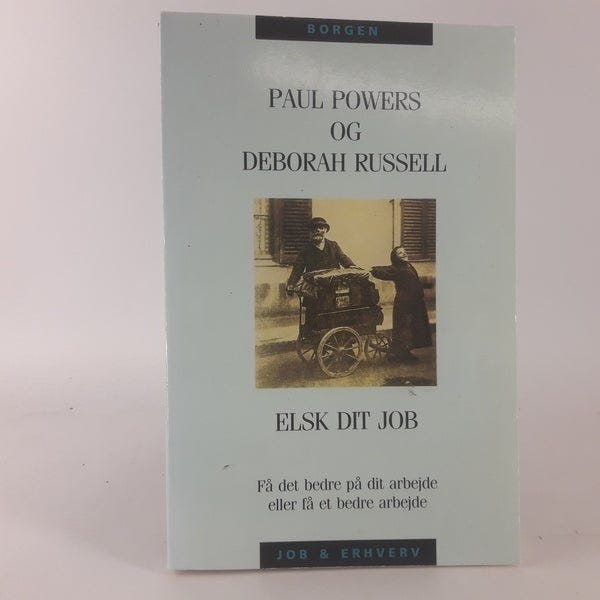 BORGEN
PAUL POWERS
OG
DEBORAH RUSSELL
ELSK DIT JOB
Få det bedre på dit arbejde
eller få et bedre arbejde
JOB & ERHVERV